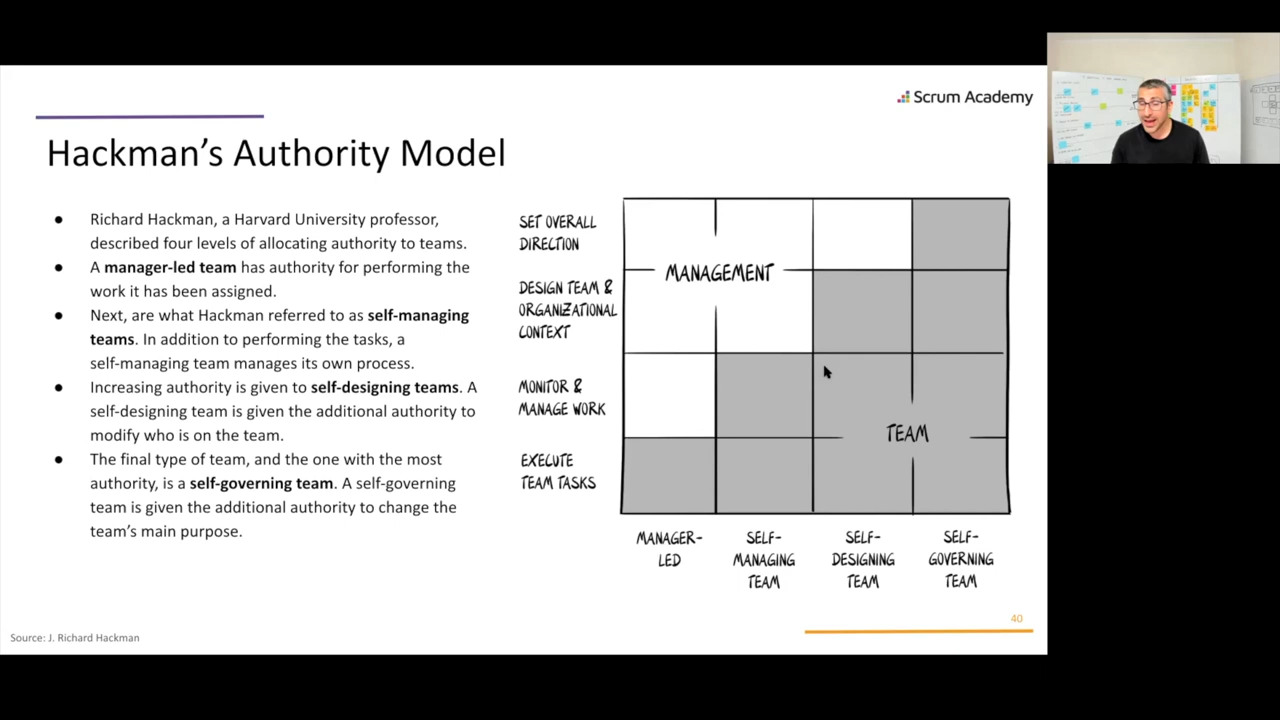 Scrum Academy
Hackman's Authority Model
● Richard Hackman, a Harvard University professor,
described four levels of allocating authority to teams.
● A manager-led team has authority for performing the
work it has been assigned.
● Next, are what Hackman referred to as self-managing
teams. In addition to performing the tasks, a
self-managing team manages its own process.
● Increasing authority is given to self-designing teams. A
self-designing team is given the additional authority to
modify who is on the team.
● The final type of team, and the one with the most
authority, is a self-governing team. A self-governing
team is given the additional authority to change the
team's main purpose.
SET OVERALL
DIRECTION
DESIGN TEAM &
ORGANIZATIONAL
CONTEXT
MONITOR &
MANAGE WORK
EXECUTE
TEAM TASKS
MANAGEMENT
TEAM
MANAGER-
LED
SELF-
MANAGING
TEAM
SELF-
DESIGNING
TEAM
SELF-
GOVERNING
TEAM
40
Source: J. Richard Hackman